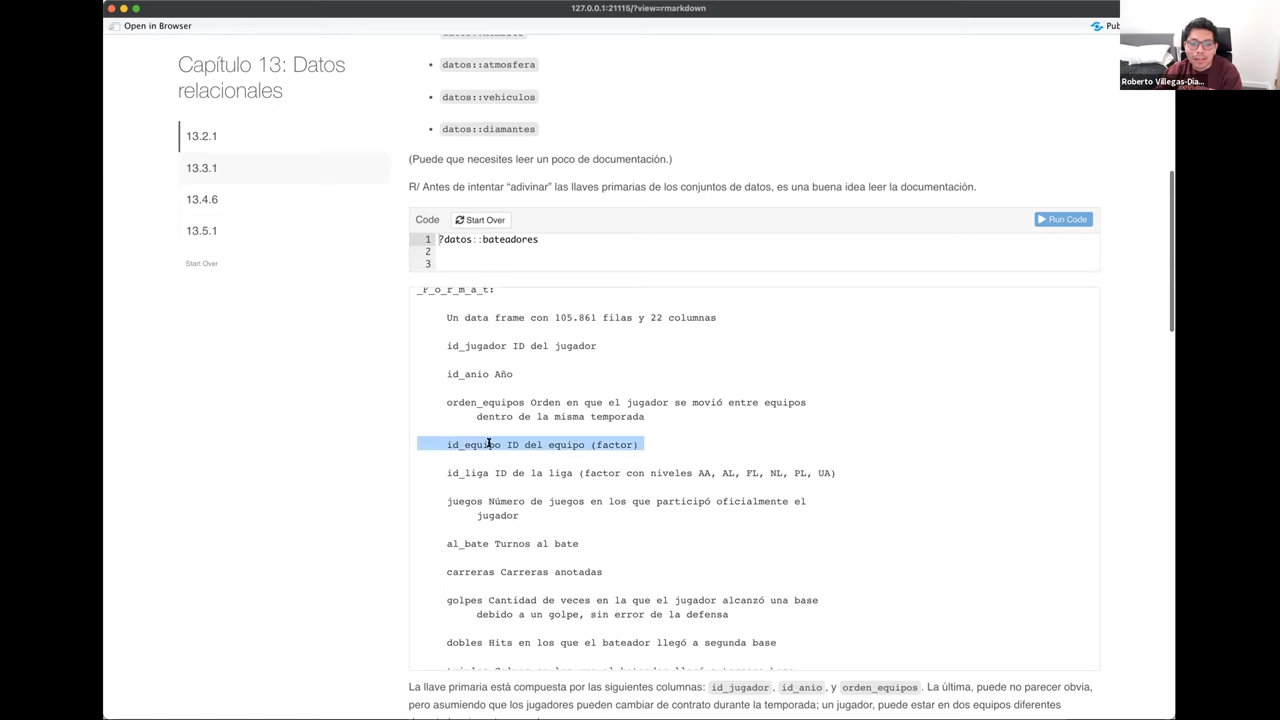 127.0.0.1:21115/?view=rmarkdown
Open in Browser
Pu
Roberto Villegas-Dia...
Capítulo 13: Datos
relacionales
13.2.1
13.3.1
13.4.6
13.5.1
Start Over
datos::atmosfera
datos::vehiculos
datos::diamantes
(Puede que necesites leer un poco de documentación.)
R/ Antes de intentar “adivinar” las llaves primarias de los conjuntos de datos, es una buena idea leer la documentación.
Code Start Over Run Code
1 ?datos::bateadores
2
3
_F_o_r_m_a_t:
Un data frame con 105.861 filas y 22 columnas
id_jugador ID del jugador
id_anio Año
orden_equipos Orden en que el jugador se movió entre equipos
dentro de la misma temporada
id_equipo ID del equipo (factor)
id_liga ID de la liga (factor con niveles AA, AL, FL, NL, PL, UA)
juegos Número de juegos en los que participó oficialmente el
jugador
al_bate Turnos al bate
carreras Carreras anotadas
golpes Cantidad de veces en la que el jugador alcanzó una base
debido a un golpe, sin error de la defensa
dobles Hits en los que el bateador llegó a segunda base
La llave primaria está compuesta por las siguientes columnas: id_jugador, id_anio, y orden_equipos. La última, puede no parecer obvia,
pero asumiendo que los jugadores pueden cambiar de contrato durante la temporada; un jugador, puede estar en dos equipos diferentes